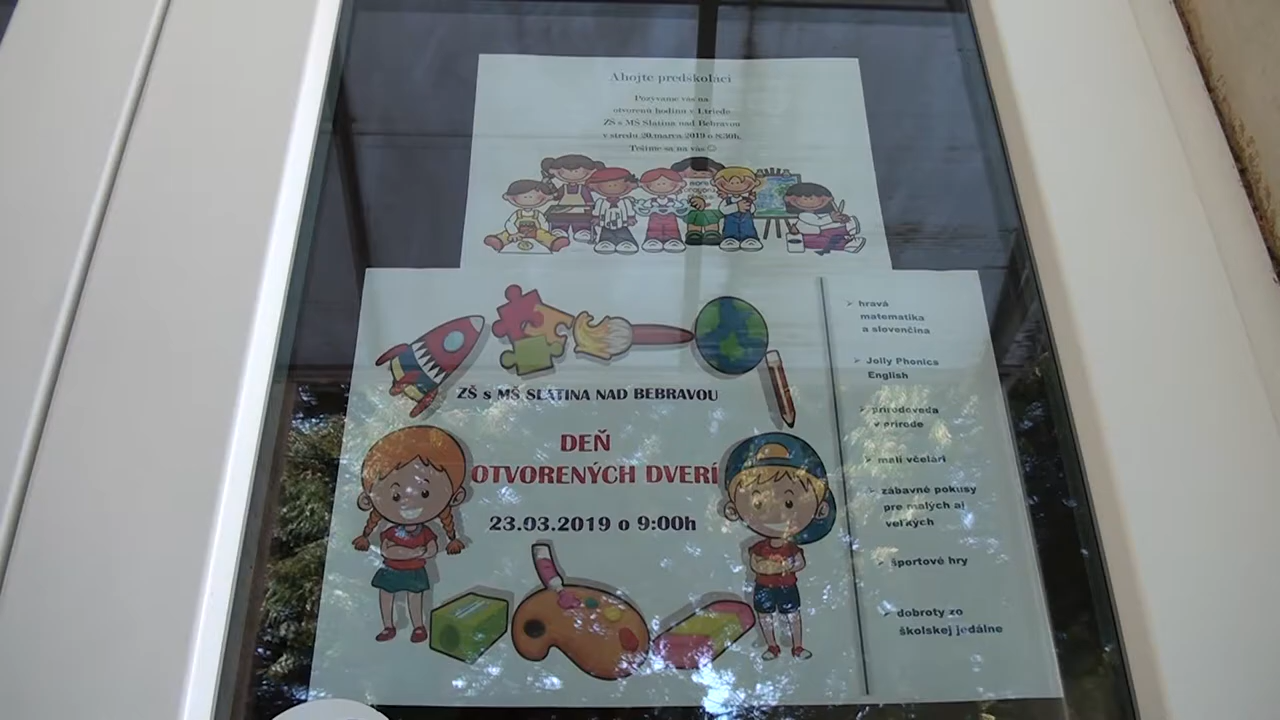 Ahojte predškoláci
Pozývame vás na
otvorenú hodinu v 1.triede
ZŠ s MŠ Slatina nad Bebravou
v stredu 20.marca 2019 o 8:30h.
Tešíme sa na vás ☺
ZŠ s MŠ SLATINA NAD BEBRAVOU
DEŇ
OTVORENÝCH DVERÍ
23.03.2019 o 9:00h
➢ hravá
matematika
a slovenčina
➢ Jolly Phonics
English
➢ prírodoveda
v prírode
➢ malí včelári
➢ zábavné pokusy
pre malých aj
veľkých
➢ športové hry
➢ dobroty zo
školskej jedálne